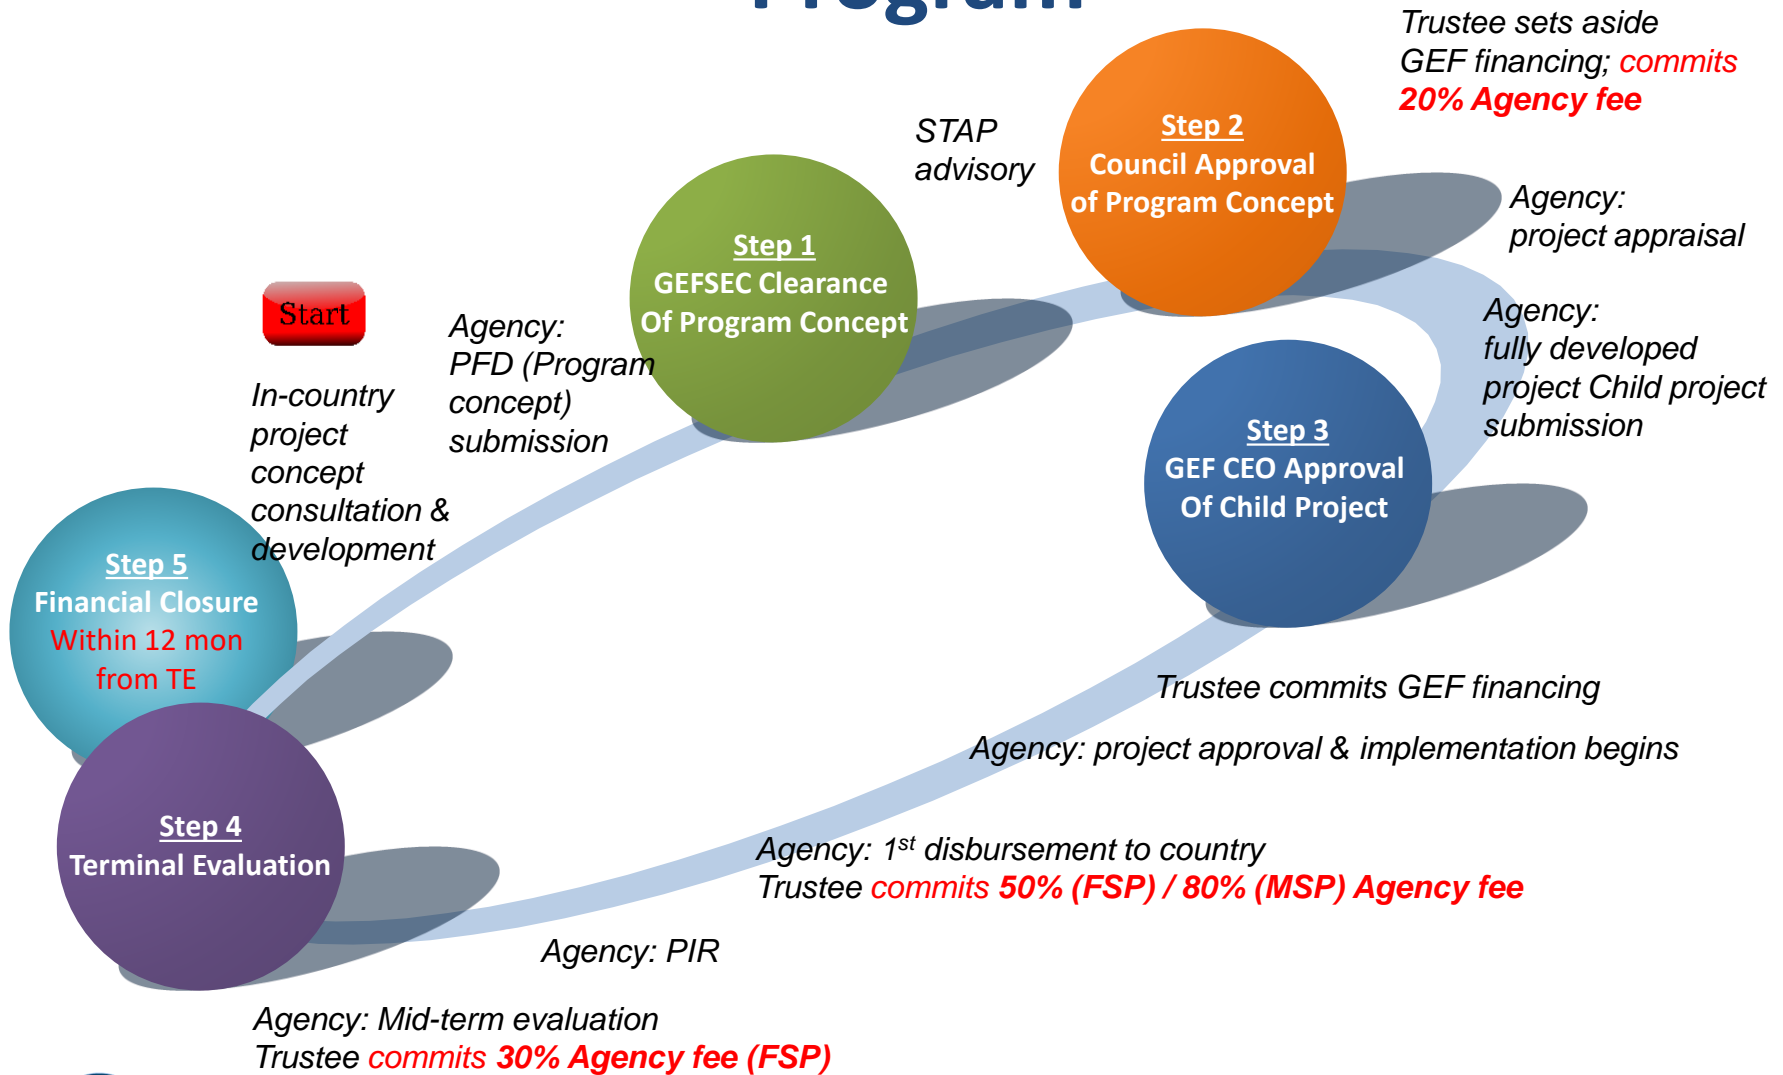 Program
Trustee sets aside
GEF financing; commits
20% Agency fee
STAP
advisory
Step 2
Council Approval
of Program Concept
Agency:
project appraisal
Step 1
GEFSEC Clearance
Of Program Concept
Start
Agency:
PFD (Program
concept)
submission
Agency:
fully developed
project Child project
submission
In-country
project
concept
consultation &
development
Step 3
GEF CEO Approval
Of Child Project
Step 5
Financial Closure
Within 12 mon
from TE
Trustee commits GEF financing
Agency: project approval & implementation begins
Step 4
Terminal Evaluation
Agency: 1st disbursement to country
Trustee commits 50% (FSP) / 80% (MSP) Agency fee
Agency: PIR
Agency: Mid-term evaluation
Trustee commits 30% Agency fee (FSP)